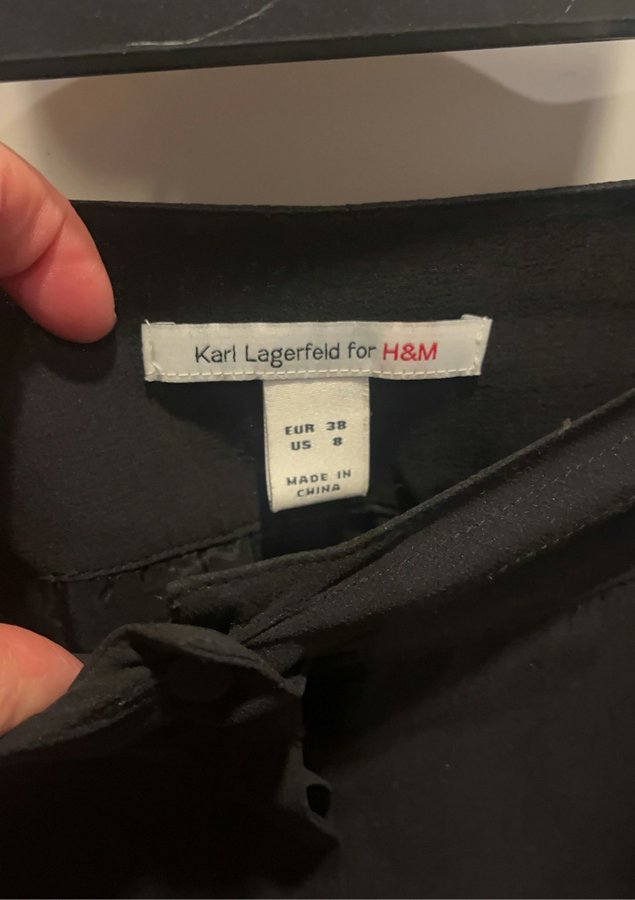 Karl Lagerfeld for H&M
EUR 38
US 8
MADE IN
CHINA